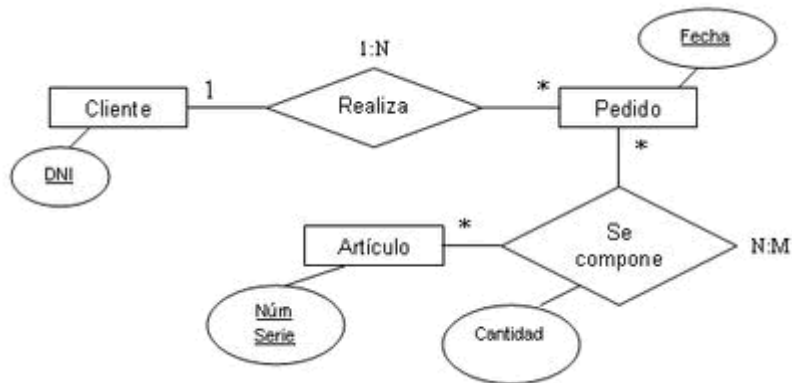 Fecha
1:N
Cliente
1
Realiza
*
Pedido
DNI
*
Artículo
*
Se
compone
N:M
Núm
Serie
Cantidad